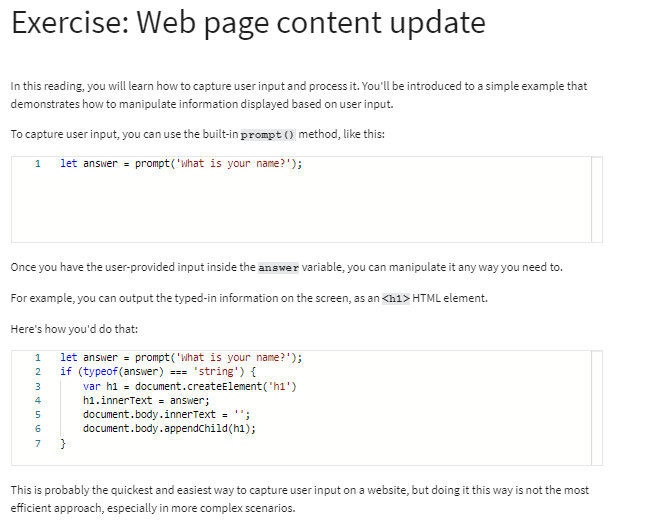 Exercise: Web page content update
In this reading, you will learn how to capture user input and process it. You'll be introduced to a simple example that
demonstrates how to manipulate information displayed based on user input.
To capture user input, you can use the built-in prompt() method, like this:
1 let answer = prompt('What is your name?');
Once you have the user-provided input inside the answer variable, you can manipulate it any way you need to.
For example, you can output the typed-in information on the screen, as an <h1> HTML element.
Here's how you'd do that:
1 let answer = prompt('What is your name?');
2 if (typeof(answer) === 'string') {
3 var h1 = document.createElement('h1')
4 h1.innerText = answer;
5 document.body.innerText = '';
6 document.body.appendChild(h1);
7 }
This is probably the quickest and easiest way to capture user input on a website, but doing it this way is not the most
efficient approach, especially in more complex scenarios.